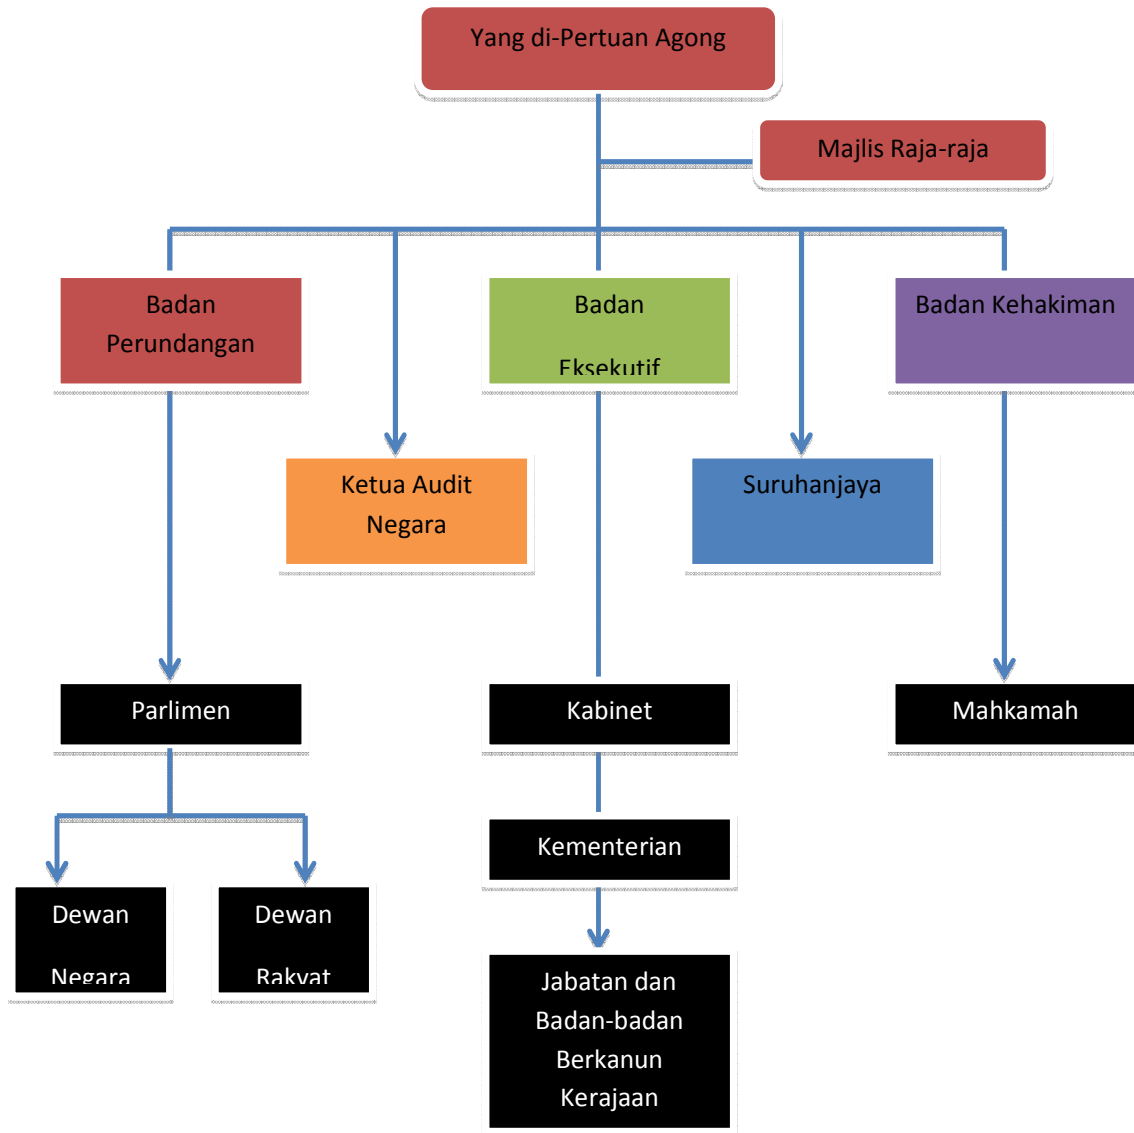 Yang di-Pertuan Agong
Majlis Raja-raja
Badan
Perundangan
Badan
Eksekutif
Badan Kehakiman
Ketua Audit
Negara
Suruhanjaya
Parlimen
Kabinet
Mahkamah
Kementerian
Dewan
Negara
Dewan
Rakyat
Jabatan dan
Badan-badan
Berkanun
Kerajaan